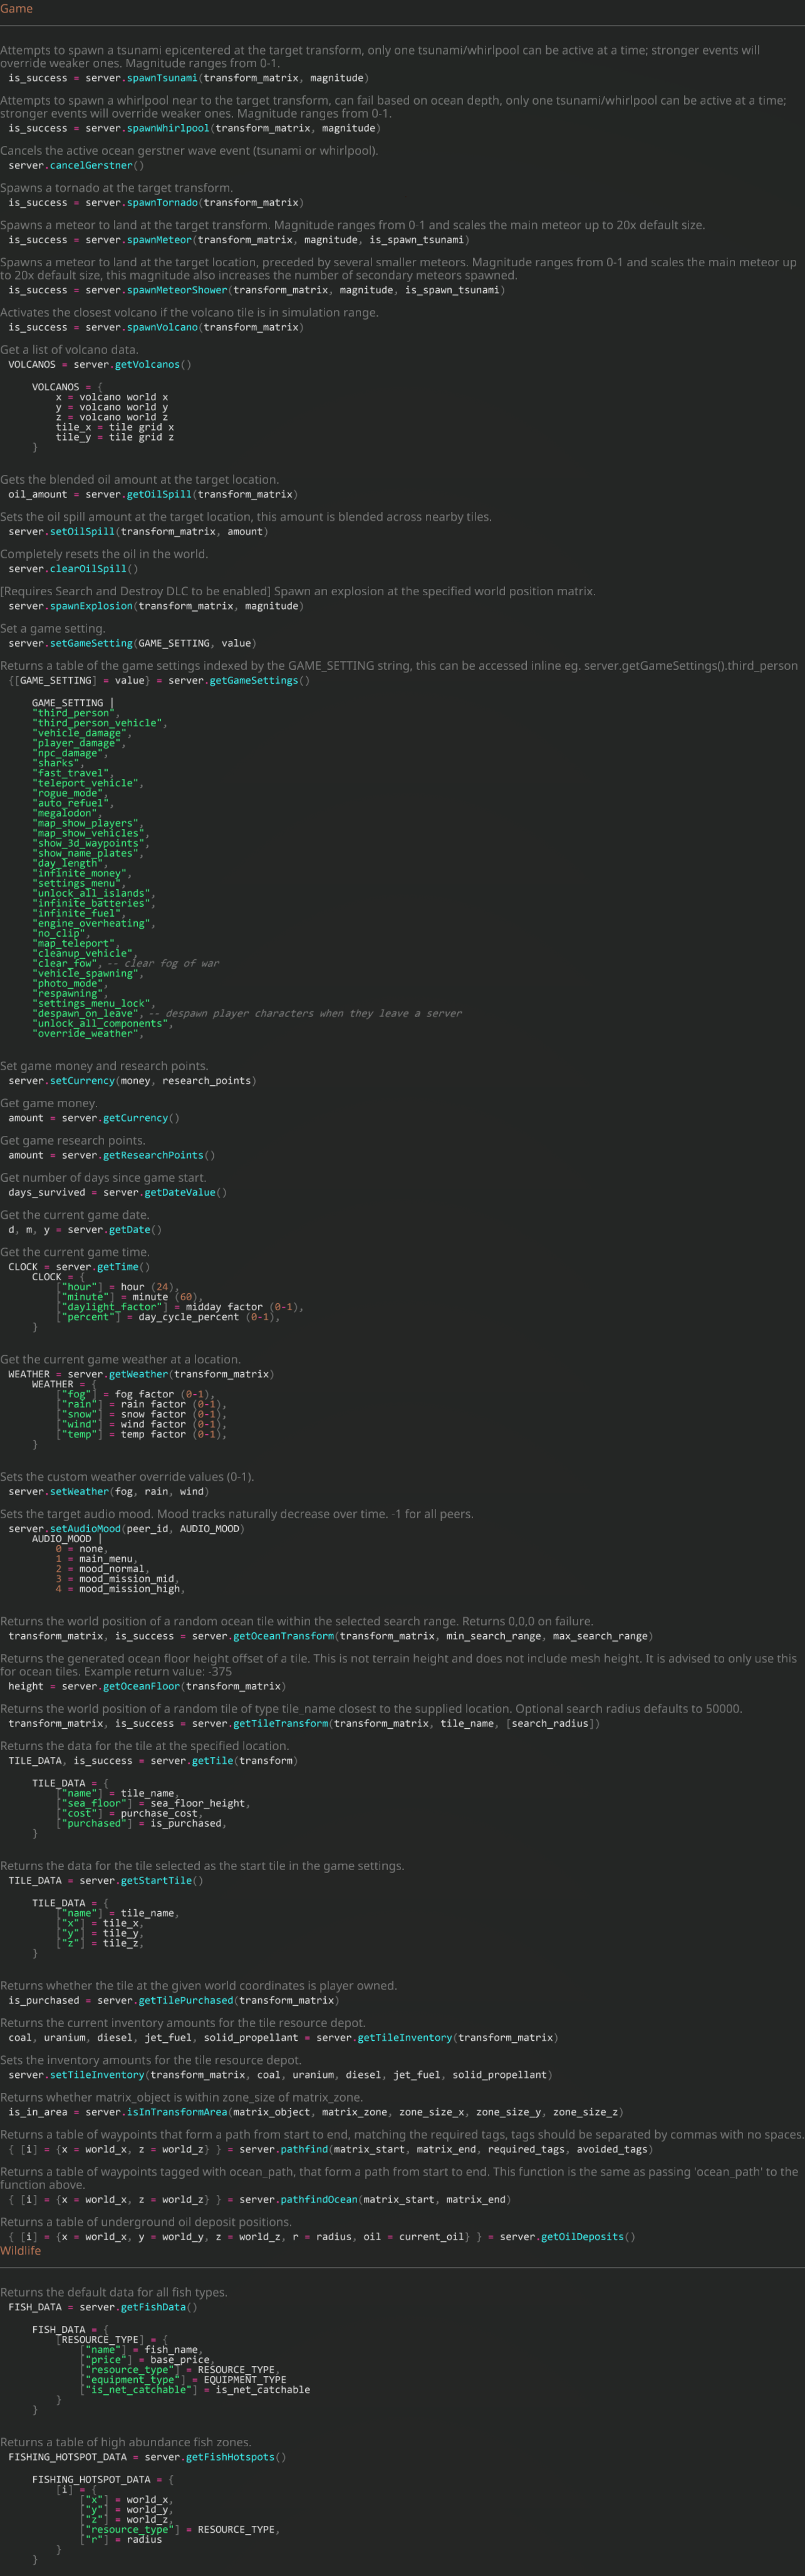 Game
Attempts to spawn a tsunami epicentered at the target transform, only one tsunami/whirlpool can be active at a time; stronger events will
override weaker ones. Magnitude ranges from 0-1.
is_success = server.spawnTsunami(transform_matrix, magnitude)
Attempts to spawn a whirlpool near to the target transform, can fail based on ocean depth, only one tsunami/whirlpool can be active at a time;
stronger events will override weaker ones. Magnitude ranges from 0-1.
is_success = server.spawnWhirlpool(transform_matrix, magnitude)
Cancels the active ocean gerstner wave event (tsunami or whirlpool).
server.cancelGerstner()
Spawns a tornado at the target transform.
is_success = server.spawnTornado(transform_matrix)
Spawns a meteor to land at the target transform. Magnitude ranges from 0-1 and scales the main meteor up to 20x default size.
is_success = server.spawnMeteor(transform_matrix, magnitude, is_spawn_tsunami)
Spawns a meteor to land at the target location, preceded by several smaller meteors. Magnitude ranges from 0-1 and scales the main meteor up
to 20x default size, this magnitude also increases the number of secondary meteors spawned.
is_success = server.spawnMeteorShower(transform_matrix, magnitude, is_spawn_tsunami)
Activates the closest volcano if the volcano tile is in simulation range.
is_success = server.spawnVolcano(transform_matrix)
Get a list of volcano data.
VOLCANOS = server.getVolcanos()
VOLCANOS = {
x = volcano world x
y = volcano world y
z = volcano world z
tile_x = tile grid x
tile_y = tile grid z
}
Gets the blended oil amount at the target location.
oil_amount = server.getOilSpill(transform_matrix)
Sets the oil spill amount at the target location, this amount is blended across nearby tiles.
server.setOilSpill(transform_matrix, amount)
Completely resets the oil in the world.
server.clearOilSpill()
[Requires Search and Destroy DLC to be enabled] Spawn an explosion at the specified world position matrix.
server.spawnExplosion(transform_matrix, magnitude)
Set a game setting.
server.setGameSetting(GAME_SETTING, value)
Returns a table of the game settings indexed by the GAME_SETTING string, this can be accessed inline eg. server.getGameSettings().third_person
{[GAME_SETTING] = value} = server.getGameSettings()
GAME_SETTING |
"third_person",
"third_person_vehicle",
"vehicle_damage",
"player_damage",
"npc_damage",
"sharks",
"fast_travel",
"teleport_vehicle",
"rogue_mode",
"auto_refuel",
"megalodon",
"map_show_players",
"map_show_vehicles",
"show_3d_waypoints",
"show_name_plates",
"day_length",
"infinite_money",
"settings_menu",
"unlock_all_islands",
"infinite_batteries",
"infinite_fuel",
"engine_overheating",
"no_clip",
"map_teleport",
"cleanup_vehicle",
"clear_fow", -- clear fog of war
"vehicle_spawning",
"photo_mode",
"respawning",
"settings_menu_lock",
"despawn_on_leave", -- despawn player characters when they leave a server
"unlock_all_components",
"override_weather",
Set game money and research points.
server.setCurrency(money, research_points)
Get game money.
amount = server.getCurrency()
Get game research points.
amount = server.getResearchPoints()
Get number of days since game start.
days_survived = server.getDateValue()
Get the current game date.
d, m, y = server.getDate()
Get the current game time.
CLOCK = server.getTime()
CLOCK = {
["hour"] = hour (24),
["minute"] = minute (60),
["daylight_factor"] = midday factor (0-1),
["percent"] = day_cycle_percent (0-1),
}
Get the current game weather at a location.
WEATHER = server.getWeather(transform_matrix)
WEATHER = {
["fog"] = fog factor (0-1),
["rain"] = rain factor (0-1),
["snow"] = snow factor (0-1),
["wind"] = wind factor (0-1),
["temp"] = temp factor (0-1),
}
Sets the custom weather override values (0-1).
server.setWeather(fog, rain, wind)
Sets the target audio mood. Mood tracks naturally decrease over time. -1 for all peers.
server.setAudioMood(peer_id, AUDIO_MOOD)
AUDIO_MOOD |
0 = none,
1 = main_menu,
2 = mood_normal,
3 = mood_mission_mid,
4 = mood_mission_high,
Returns the world position of a random ocean tile within the selected search range. Returns 0,0,0 on failure.
transform_matrix, is_success = server.getOceanTransform(transform_matrix, min_search_range, max_search_range)
Returns the generated ocean floor height offset of a tile. This is not terrain height and does not include mesh height. It is advised to only use this
for ocean tiles. Example return value: -375
height = server.getOceanFloor(transform_matrix)
Returns the world position of a random tile of type tile_name closest to the supplied location. Optional search radius defaults to 50000.
transform_matrix, is_success = server.getTileTransform(transform_matrix, tile_name, [search_radius])
Returns the data for the tile at the specified location.
TILE_DATA, is_success = server.getTile(transform)
TILE_DATA = {
["name"] = tile_name,
["sea_floor"] = sea_floor_height,
["cost"] = purchase_cost,
["purchased"] = is_purchased,
}
Returns the data for the tile selected as the start tile in the game settings.
TILE_DATA = server.getStartTile()
TILE_DATA = {
["name"] = tile_name,
["x"] = tile_x,
["y"] = tile_y,
["z"] = tile_z,
}
Returns whether the tile at the given world coordinates is player owned.
is_purchased = server.getTilePurchased(transform_matrix)
Returns the current inventory amounts for the tile resource depot.
coal, uranium, diesel, jet_fuel, solid_propellant = server.getTileInventory(transform_matrix)
Sets the inventory amounts for the tile resource depot.
server.setTileInventory(transform_matrix, coal, uranium, diesel, jet_fuel, solid_propellant)
Returns whether matrix_object is within zone_size of matrix_zone.
is_in_area = server.isInTransformArea(matrix_object, matrix_zone, zone_size_x, zone_size_y, zone_size_z)
Returns a table of waypoints that form a path from start to end, matching the required tags, tags should be separated by commas with no spaces.
{ [i] = {x = world_x, z = world_z} } = server.pathfind(matrix_start, matrix_end, required_tags, avoided_tags)
Returns a table of waypoints tagged with ocean_path, that form a path from start to end. This function is the same as passing 'ocean_path' to the
function above.
{ [i] = {x = world_x, z = world_z} } = server.pathfindOcean(matrix_start, matrix_end)
Returns a table of underground oil deposit positions.
{ [i] = {x = world_x, y = world_y, z = world_z, r = radius, oil = current_oil} } = server.getOilDeposits()
Wildlife
Returns the default data for all fish types.
FISH_DATA = server.getFishData()
FISH_DATA = {
[RESOURCE_TYPE] = {
["name"] = fish_name,
["price"] = base_price,
["resource_type"] = RESOURCE_TYPE,
["equipment_type"] = EQUIPMENT_TYPE
["is_net_catchable"] = is_net_catchable
}
}
Returns a table of high abundance fish zones.
FISHING_HOTSPOT_DATA = server.getFishHotspots()
FISHING_HOTSPOT_DATA = {
[i] = {
["x"] = world_x,
["y"] = world_y,
["z"] = world_z,
["resource_type"] = RESOURCE_TYPE,
["r"] = radius
}
}